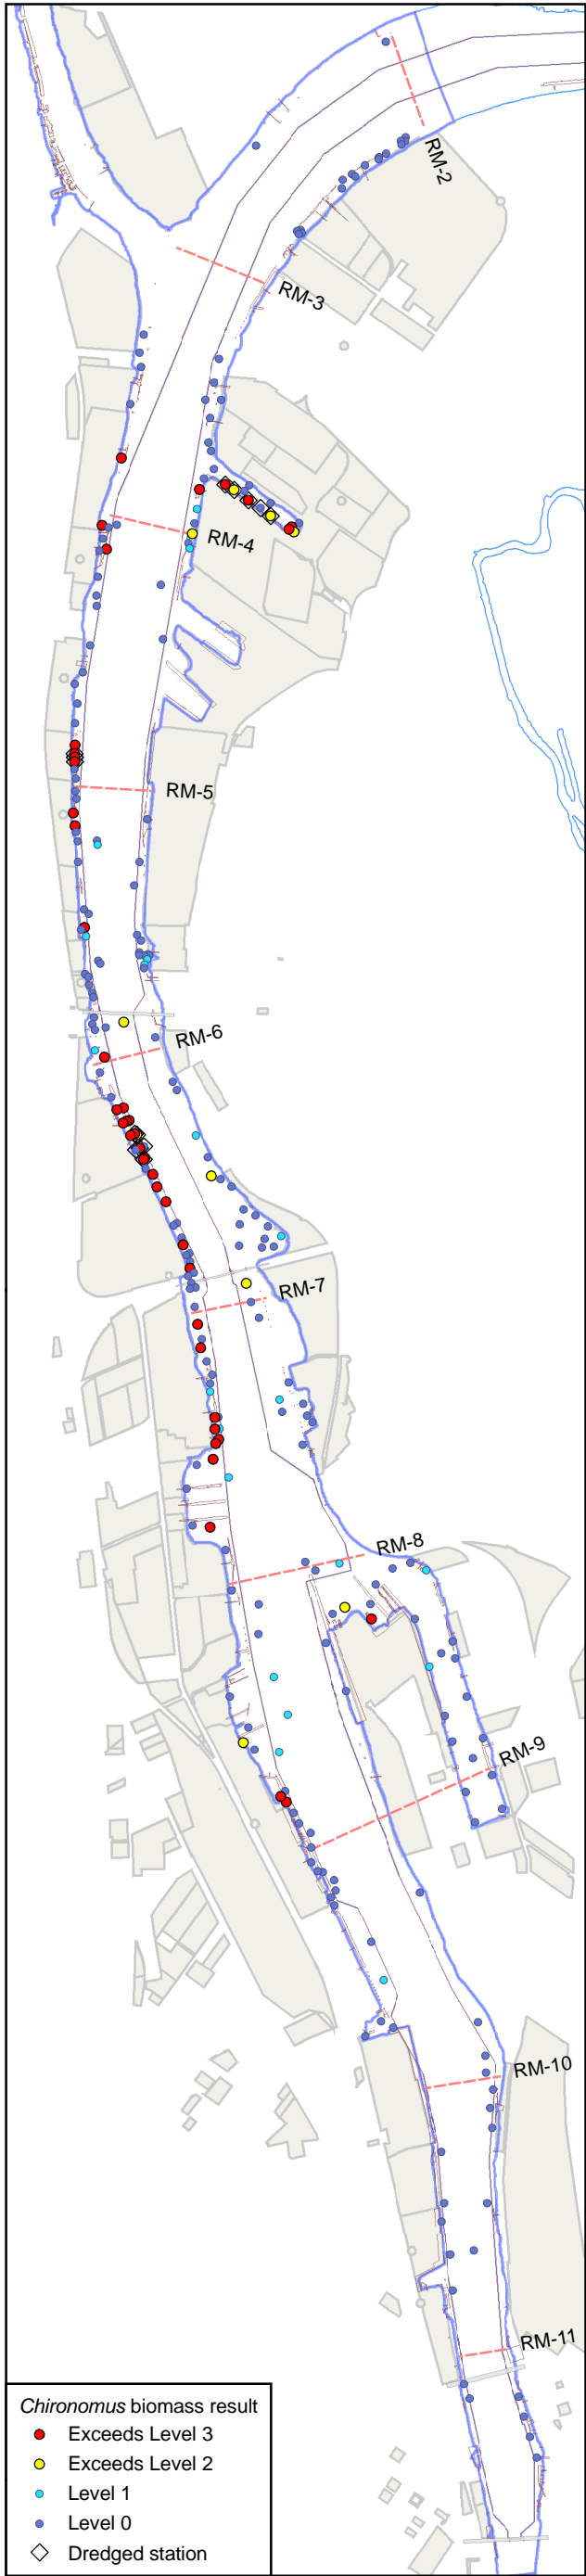 RM-2
RM-3
RM-4
RM-5
RM-6
RM-7
RM-8
RM-9
RM-10
RM-11
Chironomus biomass result
Exceeds Level 3
Exceeds Level 2
Level 1
Level 0
Dredged station